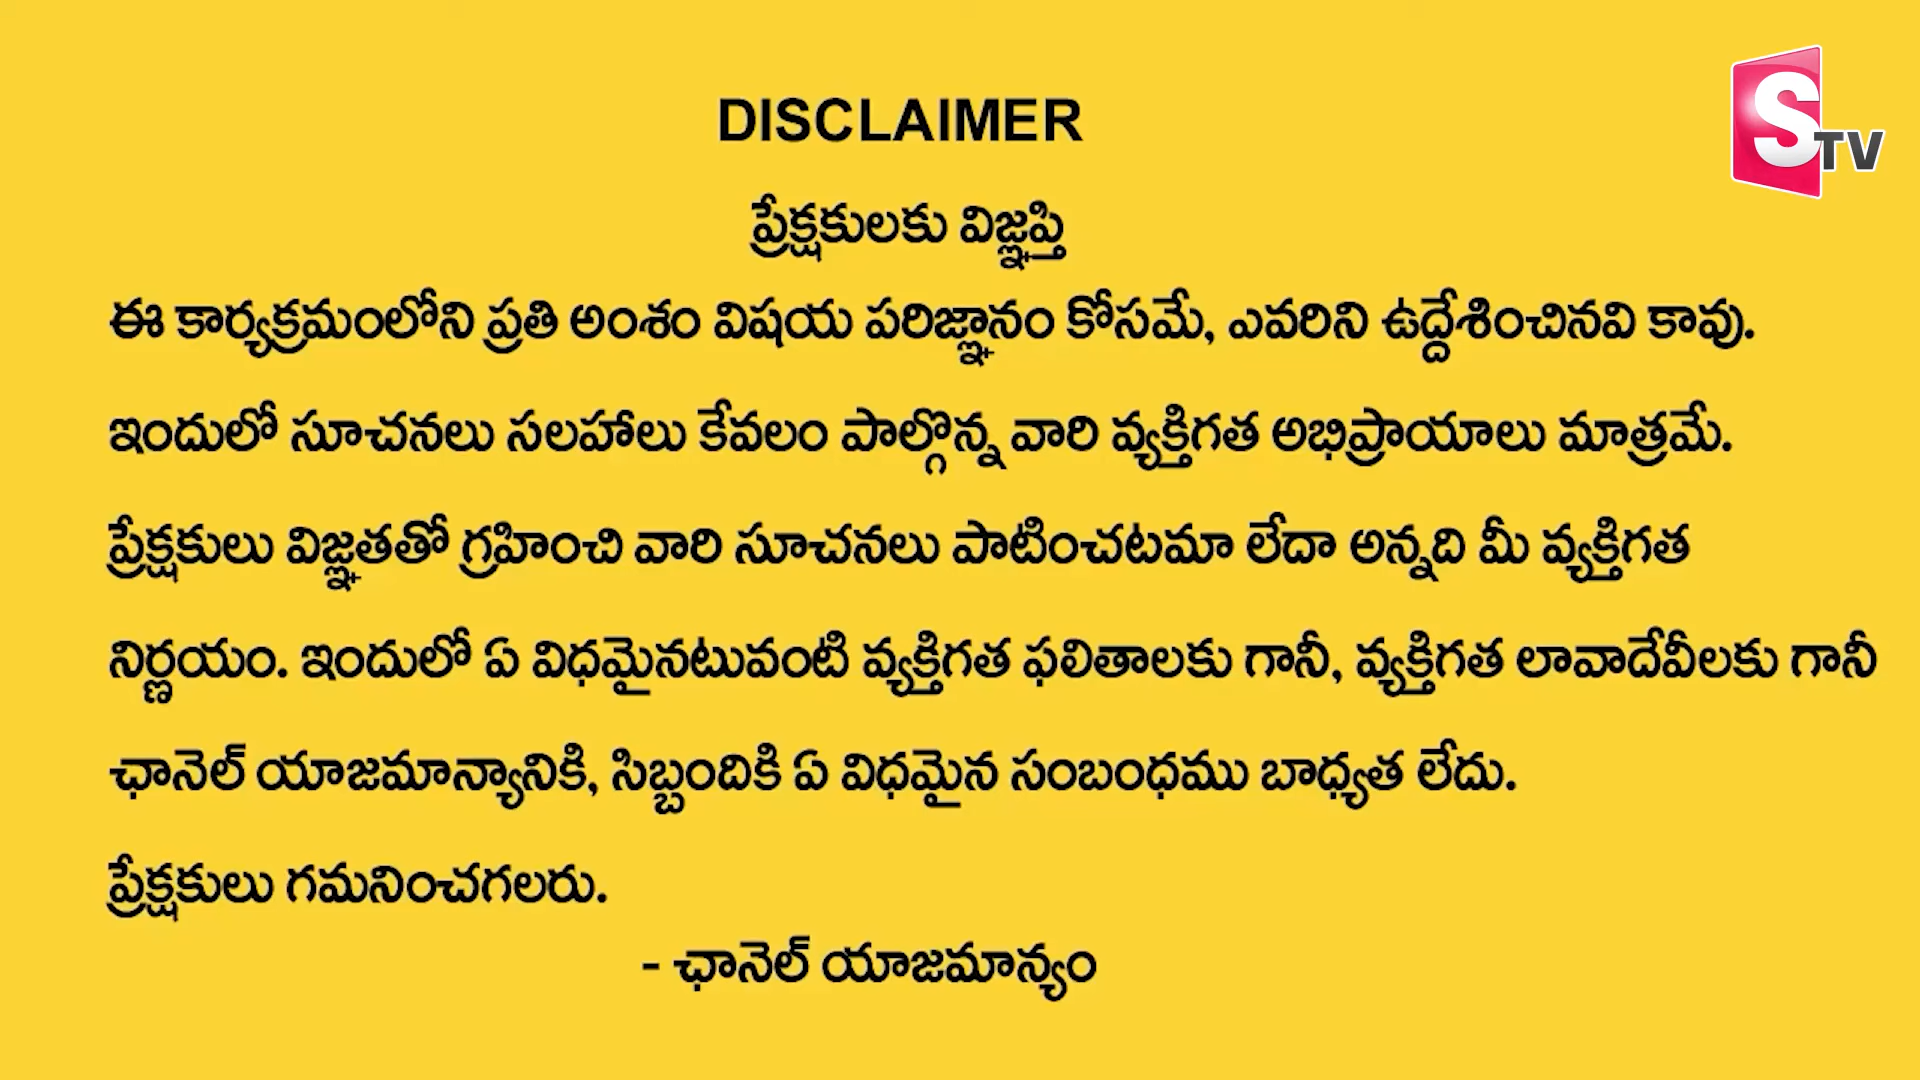 DISCLAIMER
STV
ప్రేక్షకులకు విజ్ఞప్తి
ఈ కార్యక్రమంలోని ప్రతి అంశం విషయ పరిజ్ఞానం కోసమే, ఎవరిని ఉద్దేశించినవి కావు.
ఇందులో సూచనలు సలహాలు కేవలం పాల్గొన్న వారి వ్యక్తిగత అభిప్రాయాలు మాత్రమే.
ప్రేక్షకులు విజ్ఞతతో గ్రహించి వారి సూచనలు పాటించటమా లేదా అన్నది మీ వ్యక్తిగత
నిర్ణయం. ఇందులో ఏ విధమైనటువంటి వ్యక్తిగత ఫలితాలకు గానీ, వ్యక్తిగత లావాదేవీలకు గానీ
ఛానెల్ యాజమాన్యానికి, సిబ్బందికి ఏ విధమైన సంబంధము బాధ్యత లేదు.
ప్రేక్షకులు గమనించగలరు.
- ఛానెల్ యాజమాన్యం